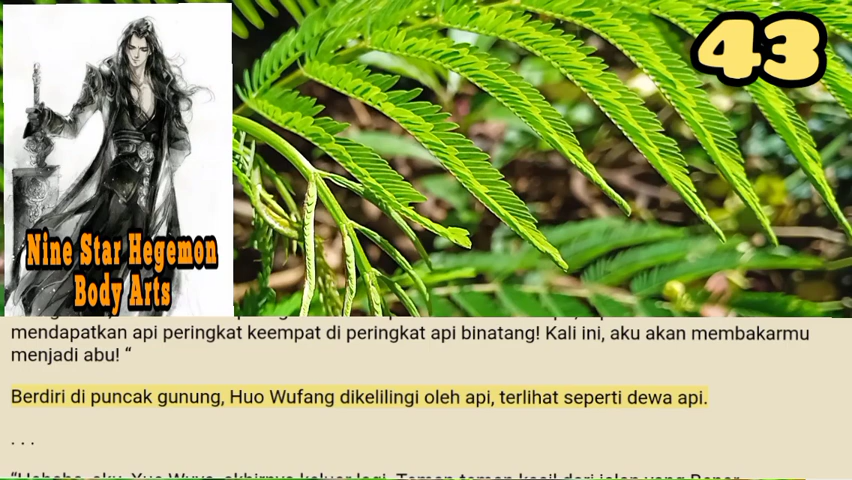 43
Nine Star Hegemon
Body Arts
mendapatkan api peringkat keempat di peringkat api binatang! Kali ini, aku akan membakarmu
menjadi abu! “
Berdiri di puncak gunung, Huo Wufang dikelilingi oleh api, terlihat seperti dewa api.
. . .